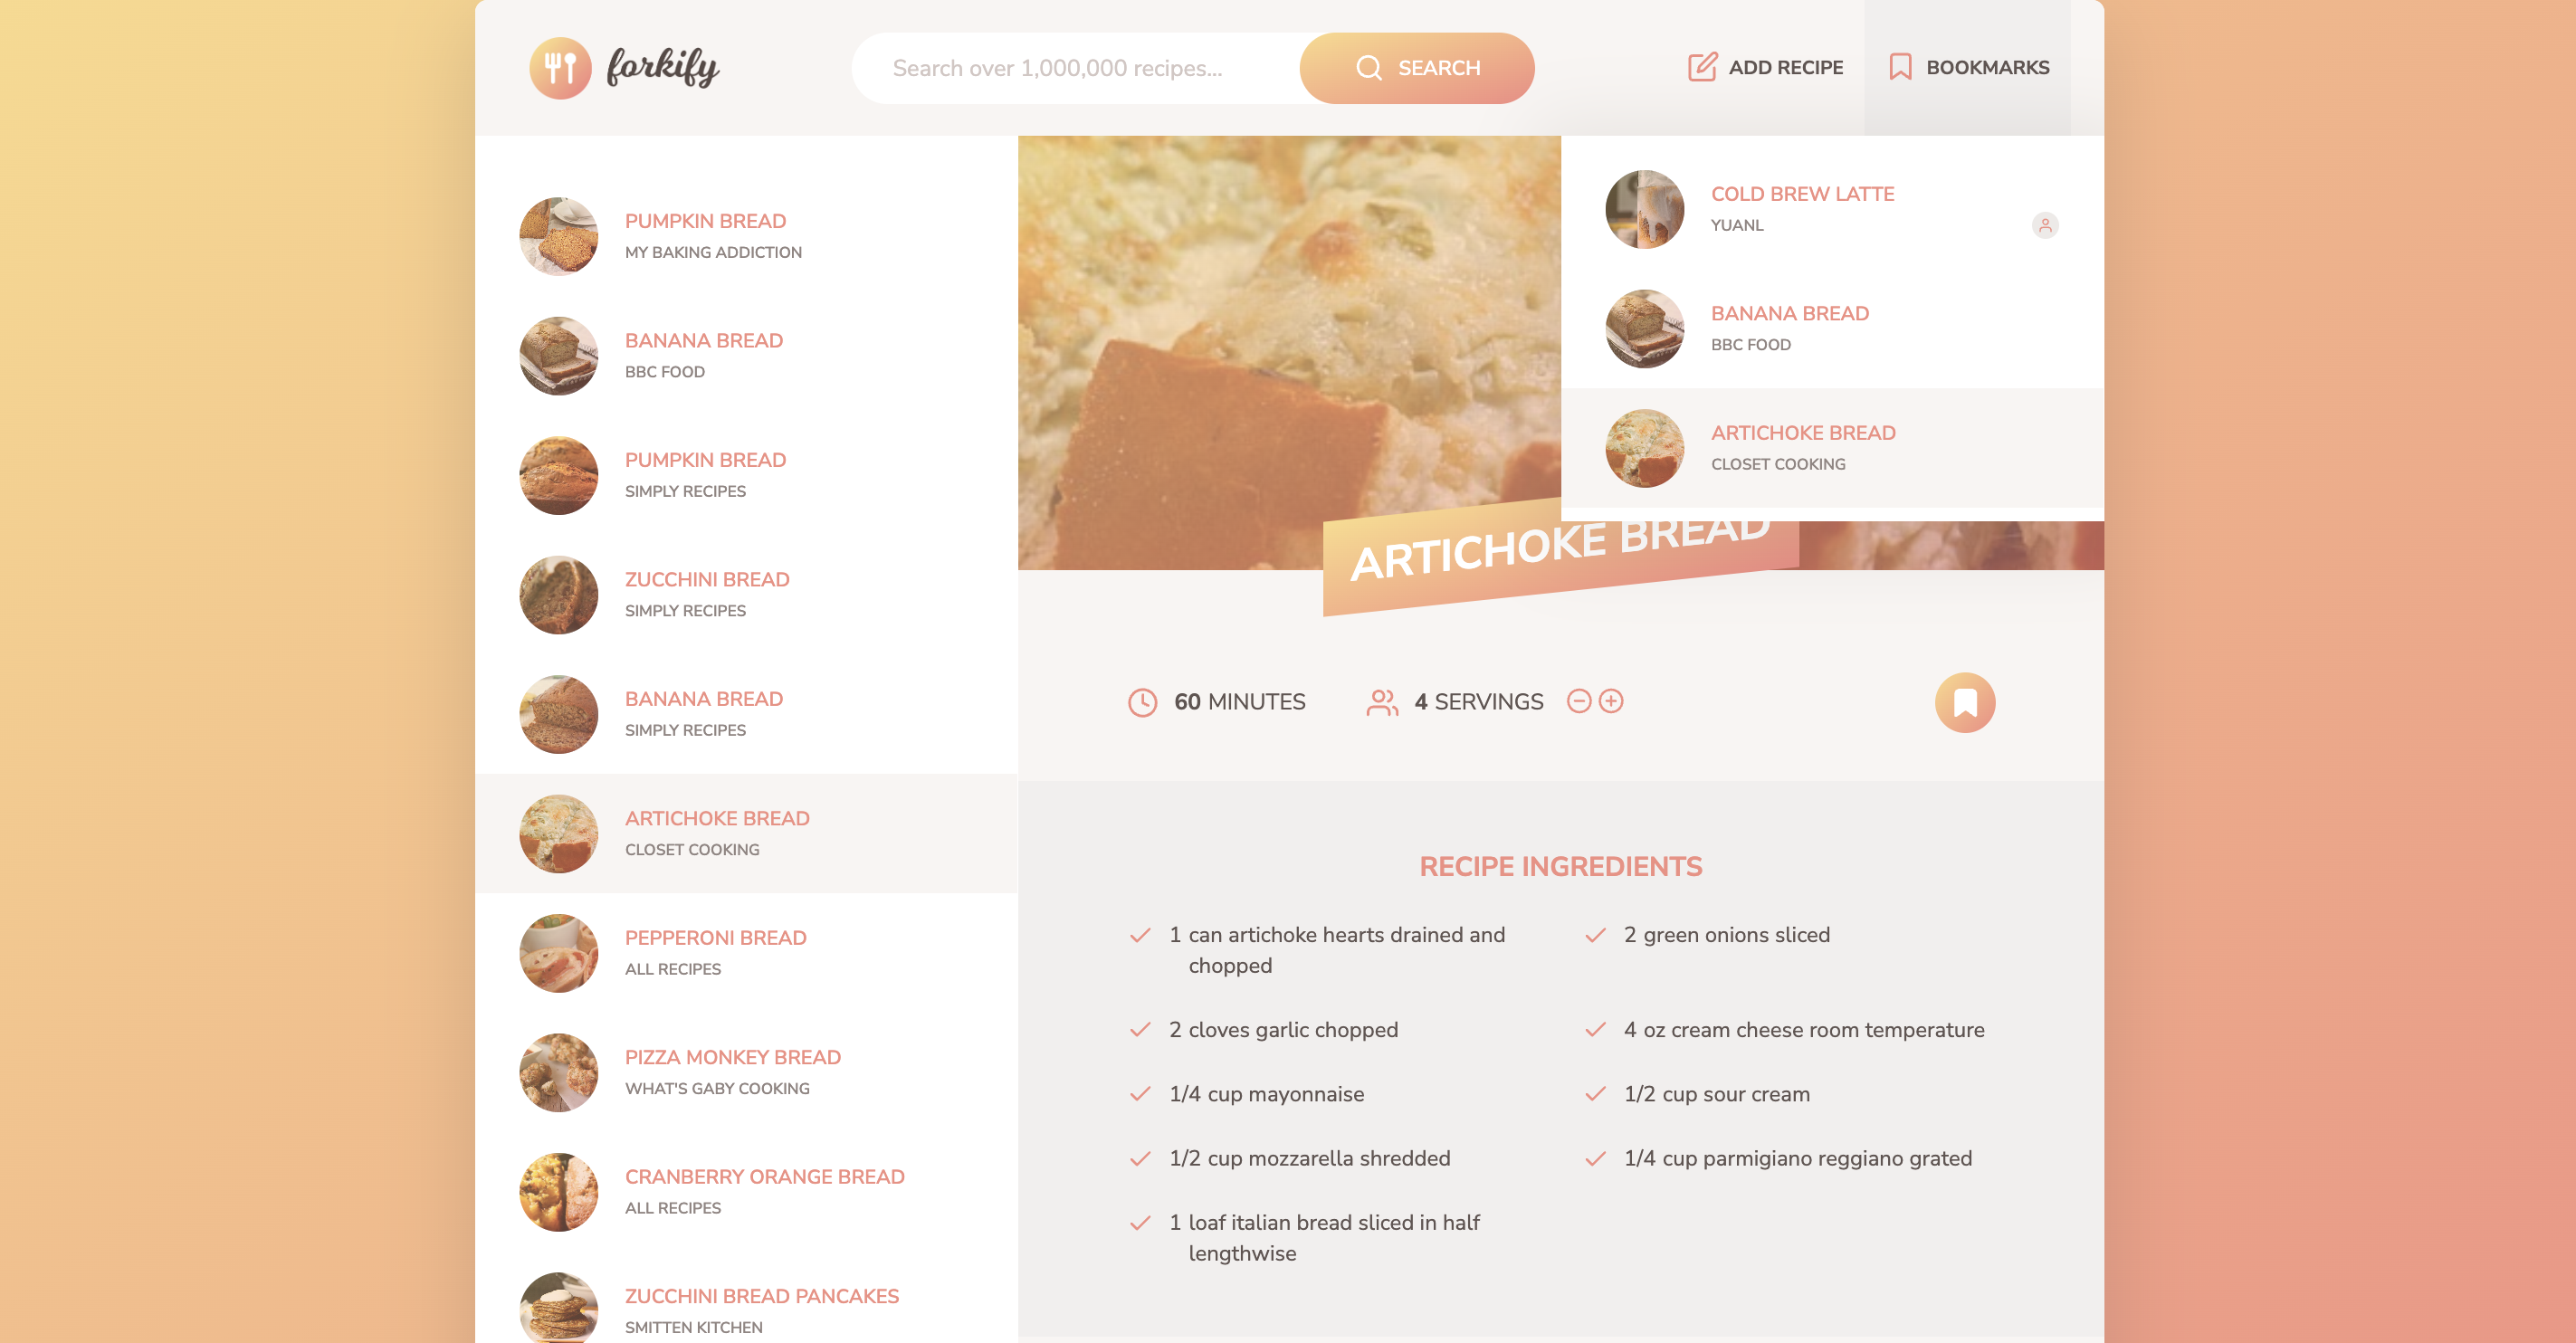 forkify
Search over 1,000,000 recipes...
SEARCH
ADD RECIPE
BOOKMARKS
PUMPKIN BREAD
MY BAKING ADDICTION
BANANA BREAD
BBC FOOD
PUMPKIN BREAD
SIMPLY RECIPES
ZUCCHINI BREAD
SIMPLY RECIPES
BANANA BREAD
SIMPLY RECIPES
ARTICHOKE BREAD
CLOSET COOKING
PEPPERONI BREAD
ALL RECIPES
PIZZA MONKEY BREAD
WHAT'S GABY COOKING
CRANBERRY ORANGE BREAD
ALL RECIPES
ZUCCHINI BREAD PANCAKES
SMITTEN KITCHEN
COLD BREW LATTE
YUANL
BANANA BREAD
BBC FOOD
ARTICHOKE BREAD
CLOSET COOKING
ARTICHOKE BREAD
60 MINUTES
4 SERVINGS
RECIPE INGREDIENTS
1 can artichoke hearts drained and
chopped
2 green onions sliced
2 cloves garlic chopped
4 oz cream cheese room temperature
1/4 cup mayonnaise
1/2 cup sour cream
1/2 cup mozzarella shredded
1/4 cup parmigiano reggiano grated
1 loaf italian bread sliced in half
lengthwise